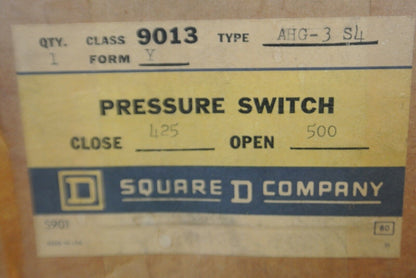 QTY. CLASS 9013 TYPE AHG-3 S4
1 FORM Y
PRESSURE SWITCH
CLOSE 425 OPEN 500
D SQUARE D COMPANY
5901 80